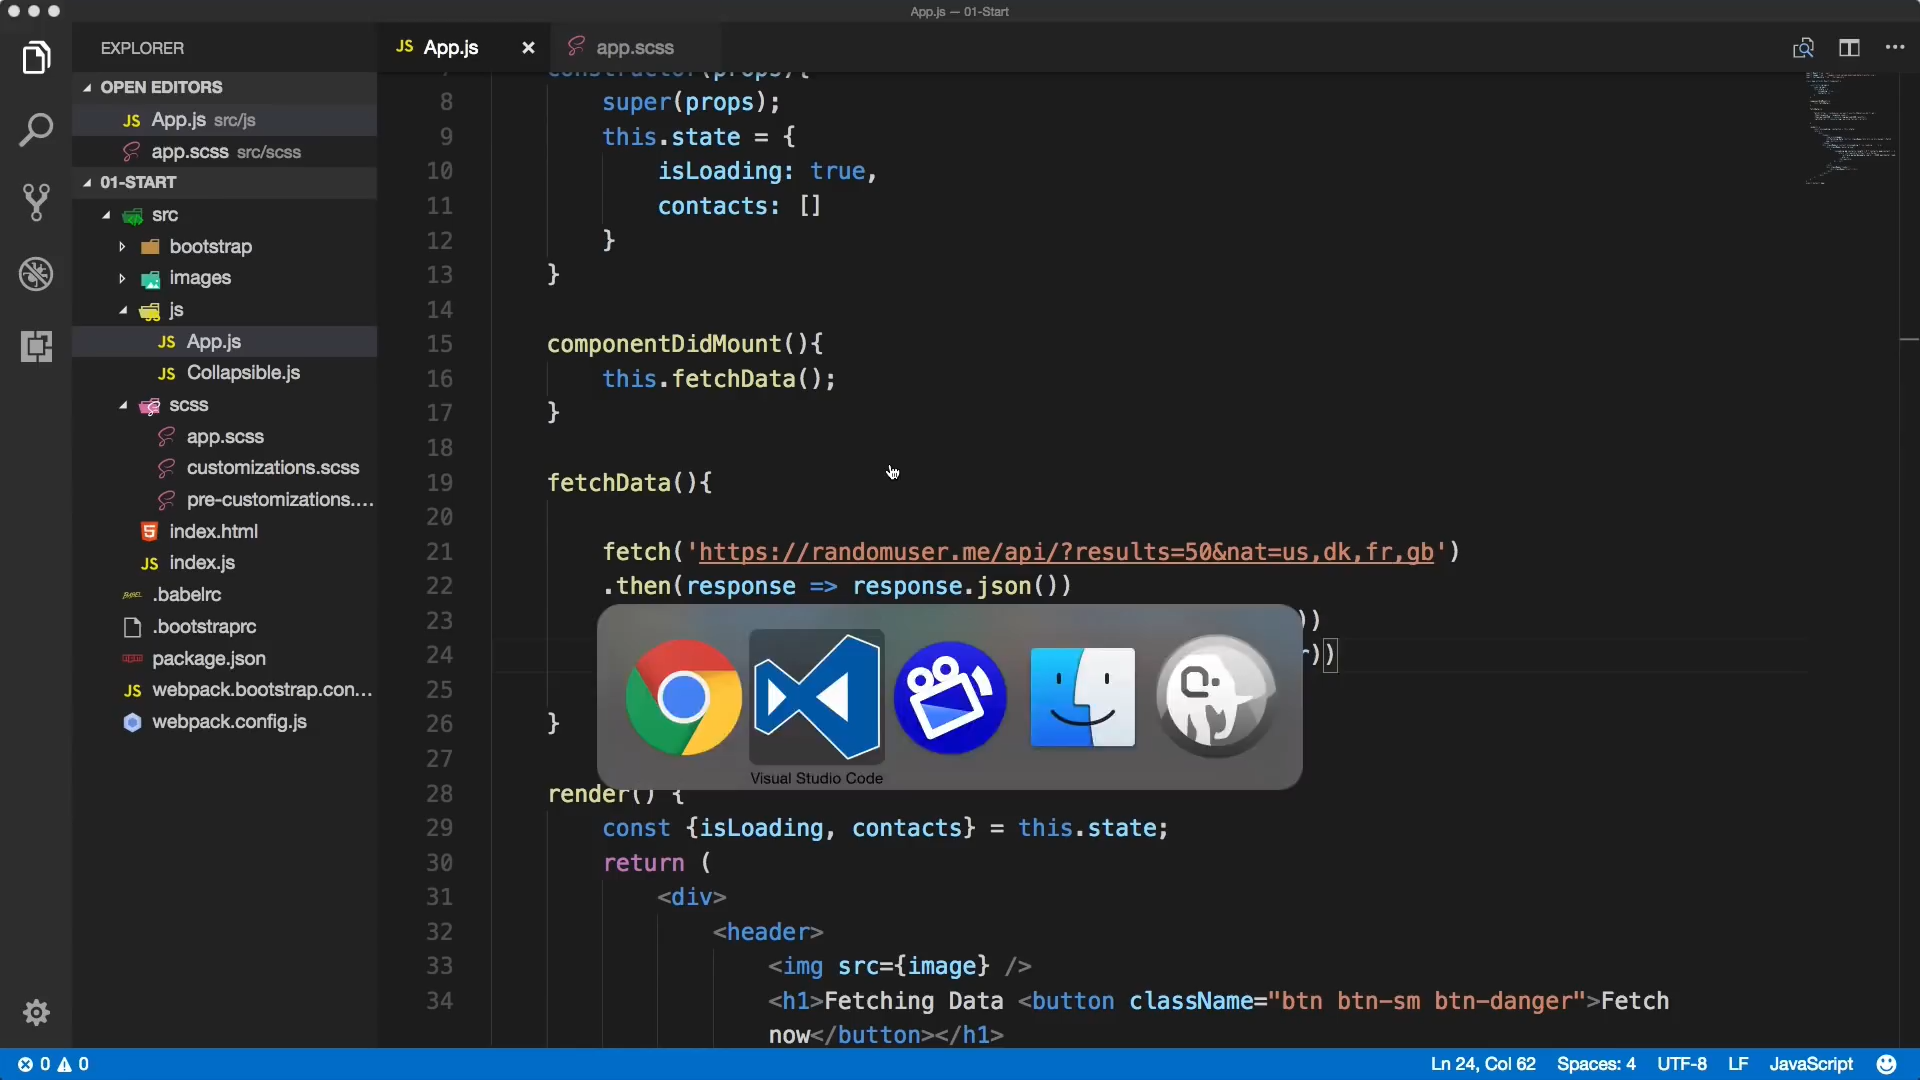 App.js — 01-Start
EXPLORER
OPEN EDITORS
JS App.js src/js
app.scss src/scss
01-START
src
bootstrap
images
js
JS App.js
JS Collapsible.js
scss
app.scss
customizations.scss
pre-customizations....
index.html
JS index.js
.babelrc
.bootstraprc
package.json
JS webpack.bootstrap.con...
webpack.config.js
JS App.js
app.scss
constructor(props){
8 super(props);
9 this.state = {
10 isLoading: true,
11 contacts: []
12 }
13 }
14
15 componentDidMount(){
16 this.fetchData();
17 }
18
19 fetchData(){
20
21 fetch('https://randomuser.me/api/?results=50&nat=us,dk,fr,gb')
22 .then(response => response.json())
23 ))
24 ))
25
26 }
27
Visual Studio Code
28 render() {
29 const {isLoading, contacts} = this.state;
30 return (
31 <div>
32 <header>
33 <img src={image} />
34 <h1>Fetching Data <button className="btn btn-sm btn-danger">Fetch
now</button></h1>
0 0
Ln 24, Col 62 Spaces: 4 UTF-8 LF JavaScript